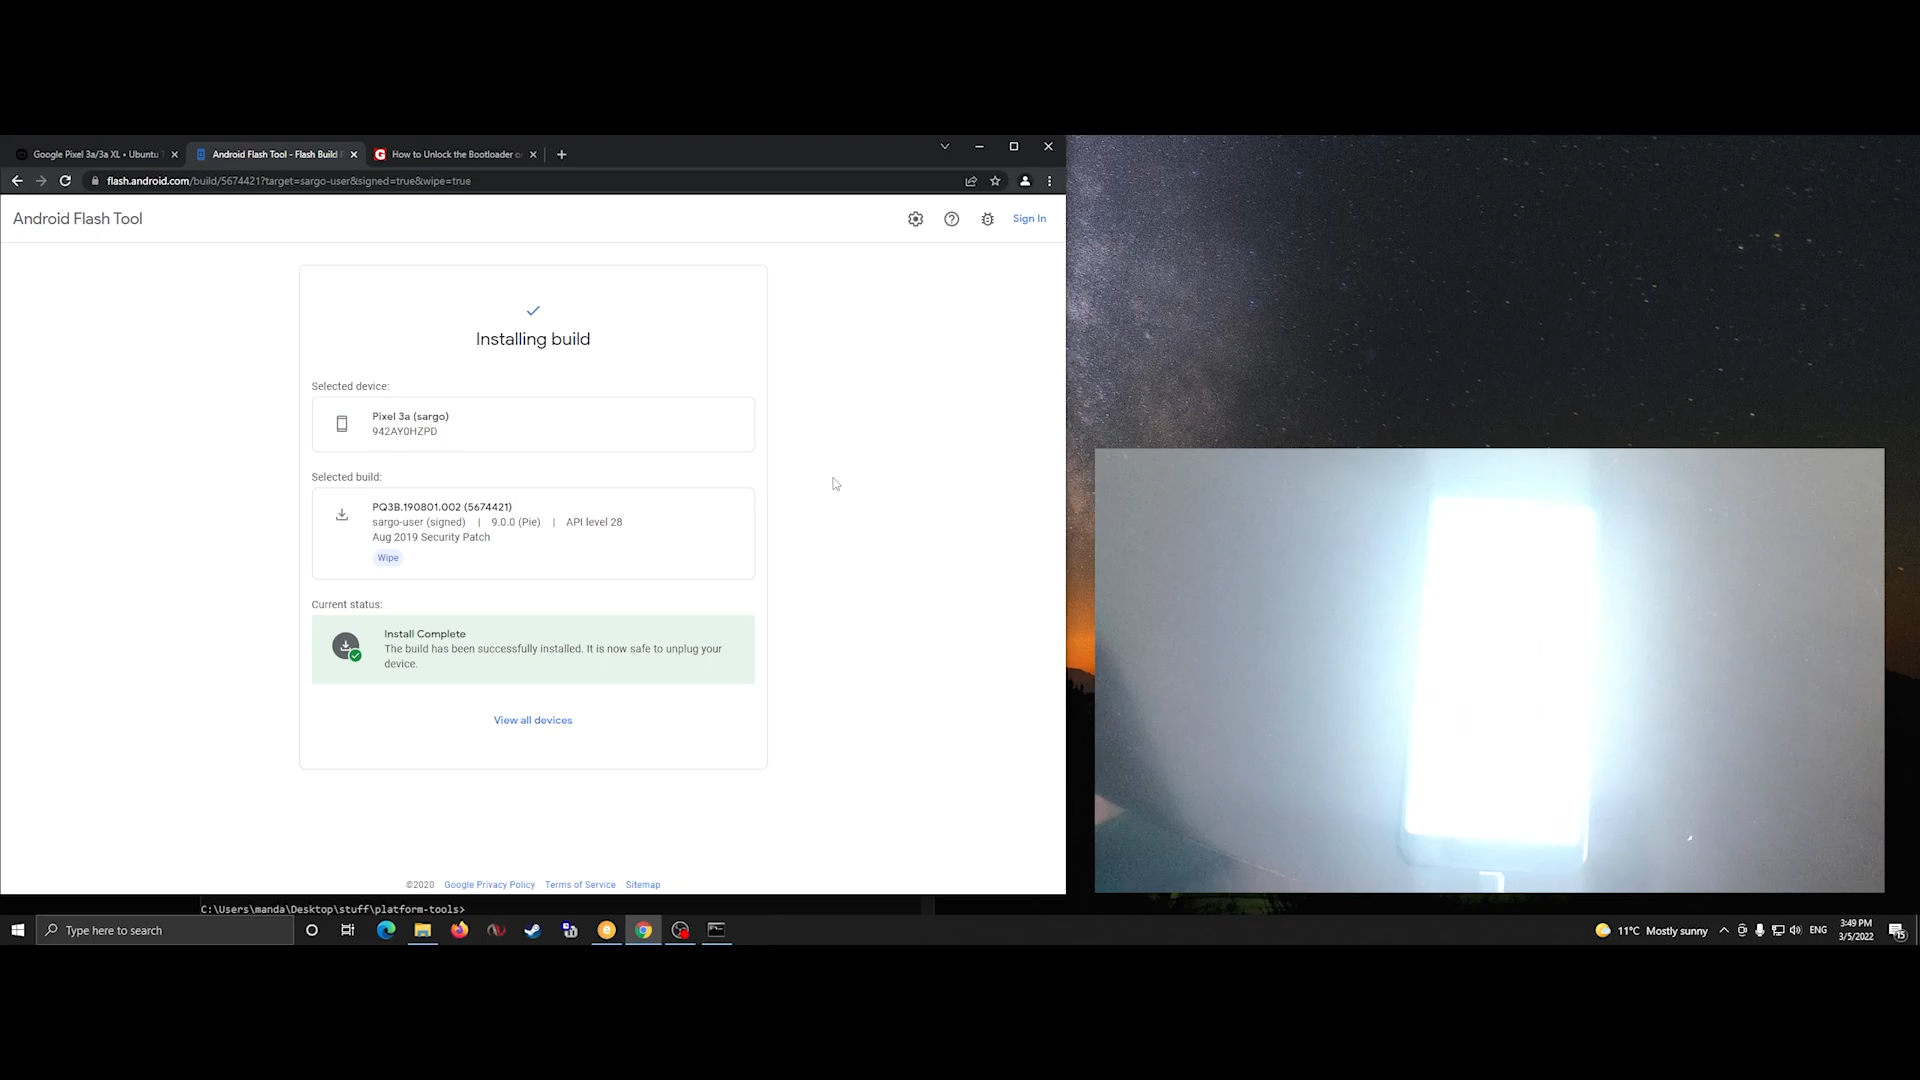 Google Pixel 3a/3a XL • Ubuntu
Android Flash Tool - Flash Build
How to Unlock the Bootloader
flash.android.com/build/5674421?target=sargo-user&signed=true&wipe=true
Android Flash Tool
Sign In
Installing build
Selected device:
Pixel 3a (sargo)
942AY0HZPD
Selected build:
PQ3B.190801.002 (5674421)
sargo-user (signed) | 9.0.0 (Pie) | API level 28
Aug 2019 Security Patch
Wipe
Current status:
Install Complete
The build has been successfully installed. It is now safe to unplug your
device.
View all devices
©2020 Google Privacy Policy Terms of Service Sitemap
C:\Users\manda\Desktop\stuff\platform-tools>
Type here to search
11°C Mostly sunny
ENG
3:49 PM
3/5/2022
15